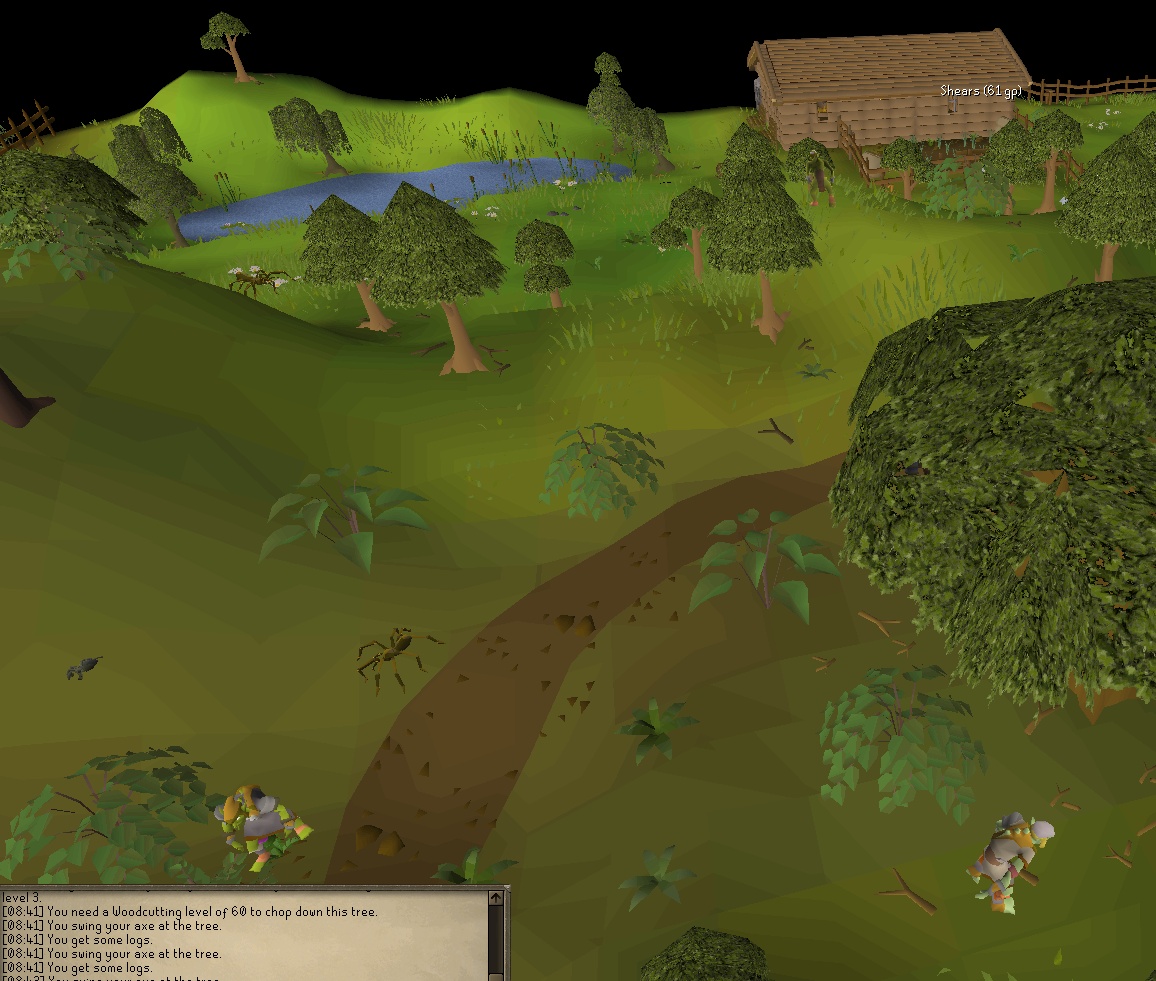 Shears (61 gp)
level 3.
[08:41] You need a Woodcutting level of 60 to chop down this tree.
[08:41] You swing your axe at the tree.
[08:41] You get some logs.
[08:41] You swing your axe at the tree.
[08:41] You get some logs.